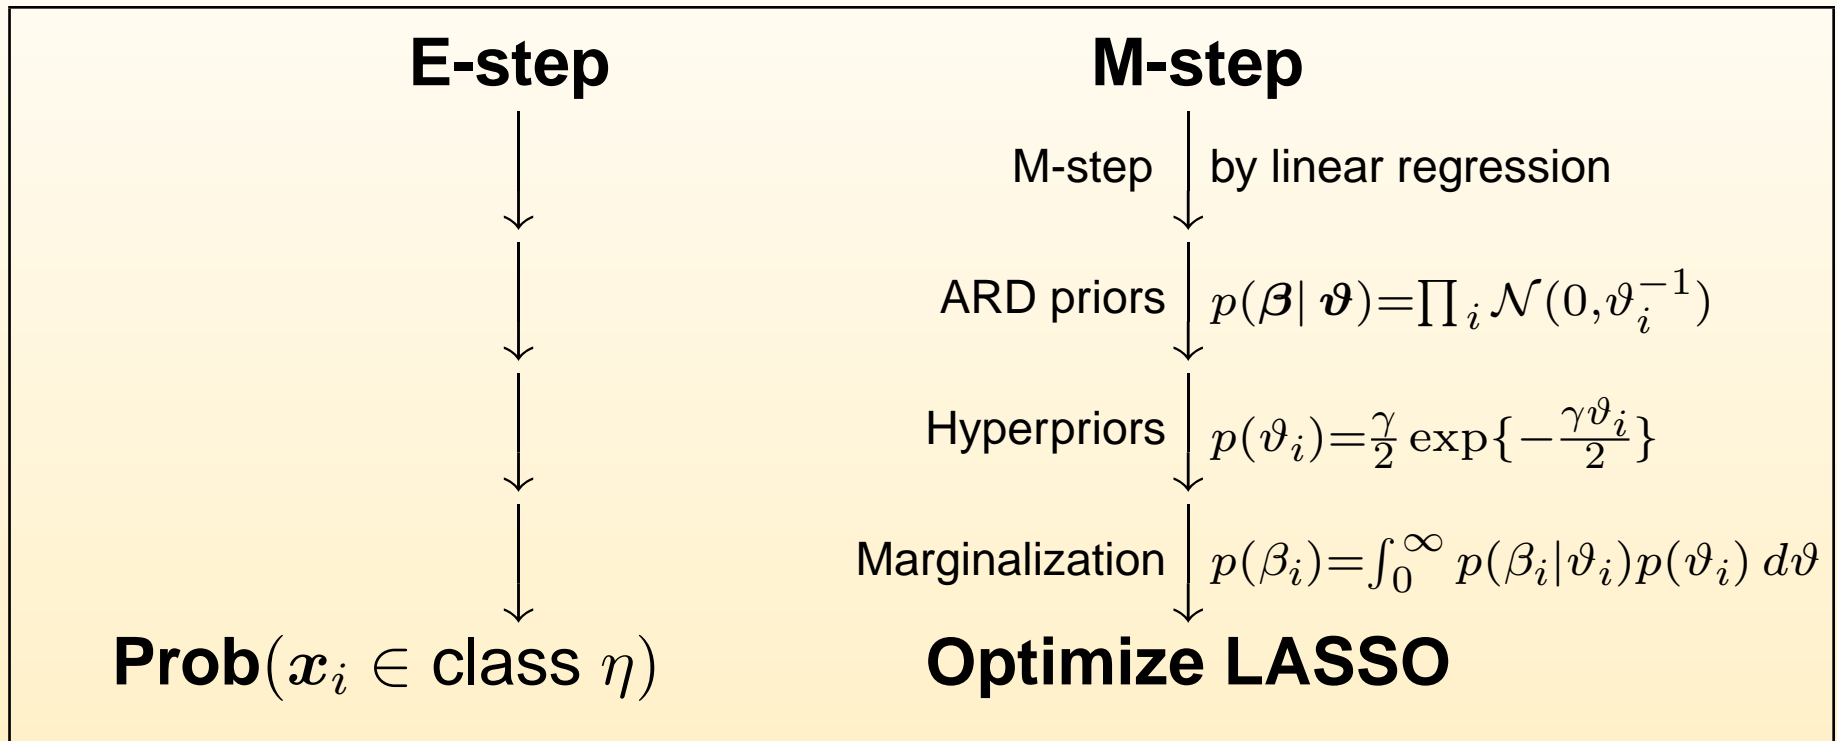 E-step M-step
M-step by linear regression
ARD priors p(β| ϑ)=∏ᵢ 𝒩(0,ϑᵢ⁻¹)
Hyperpriors p(ϑᵢ)=γ/2 exp{−γϑᵢ/2}
Marginalization p(βᵢ)=∫₀^∞ p(βᵢ|ϑᵢ)p(ϑᵢ) dϑ
Prob(xᵢ ∈ class η) Optimize LASSO